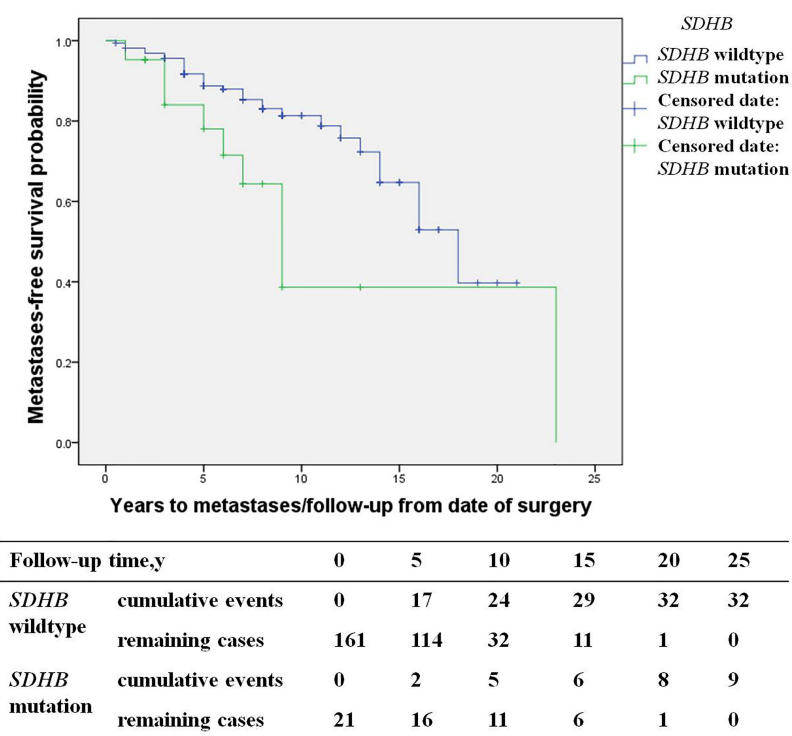 SDHB
SDHB wildtype
SDHB mutation
Censored date:
SDHB wildtype
Censored date:
SDHB mutation
Metastases-free survival probability
1.0
0.8
0.6
0.4
0.2
0.0
0 5 10 15 20 25
Years to metastases/follow-up from date of surgery
Follow-up time,y 0 5 10 15 20 25
SDHB wildtype cumulative events 0 17 24 29 32 32
remaining cases 161 114 32 11 1 0
SDHB mutation cumulative events 0 2 5 6 8 9
remaining cases 21 16 11 6 1 0